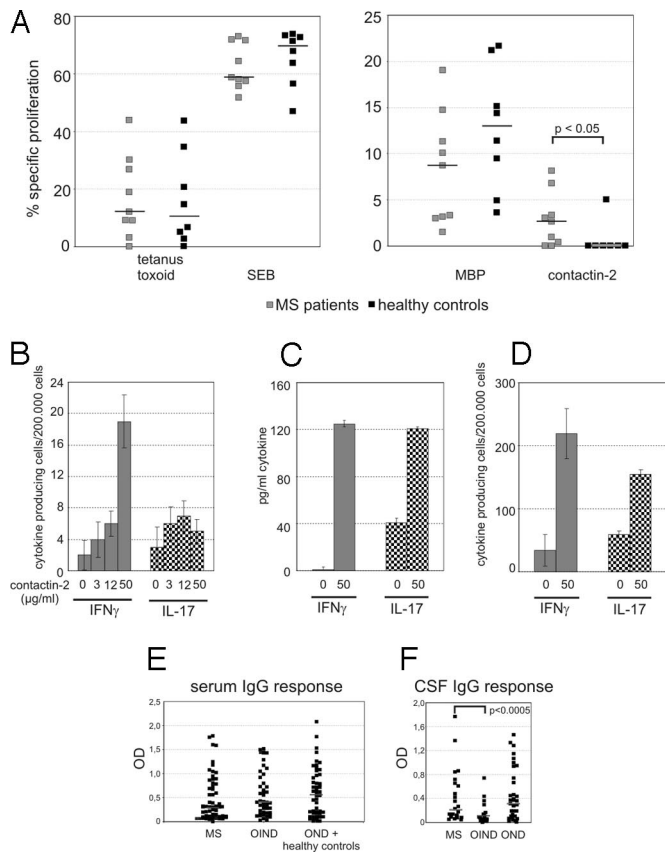 A
% specific proliferation
80
60
40
20
0
tetanus
toxoid
SEB
25
20
15
10
5
0
p < 0.05
MBP
contactin-2
MS patients
healthy controls
B
cytokine producing cells/200.000 cells
24
20
16
12
8
4
0
contactin-2
(µg/ml)
0 3 12 50
0 3 12 50
IFNγ
IL-17
C
pg/ml cytokine
160
120
80
40
0
0 50
0 50
IFNγ
IL-17
D
cytokine producing cells/200.000 cells
300
200
100
0
0 50
0 50
IFNγ
IL-17
E
serum IgG response
OD
2,5
2,0
1,5
1,0
0,5
0
MS
OIND
OND +
healthy controls
F
CSF IgG response
p<0.0005
OD
2,0
1,6
1,2
0,8
0,4
0
MS
OIND
OND